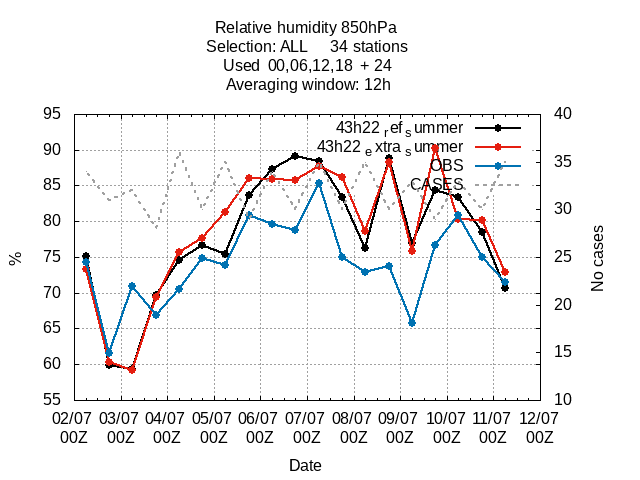 Relative humidity 850hPa
Selection: ALL 34 stations
Used 00,06,12,18 + 24
Averaging window: 12h
95 40
43h22 ref summer
90 43h22 extra summer
OBS 35
85 CASES
80 30
75 25
%
No cases
70
65 20
60 15
55 10
02/07 03/07 04/07 05/07 06/07 07/07 08/07 09/07 10/07 11/07 12/07
00Z 00Z 00Z 00Z 00Z 00Z 00Z 00Z 00Z 00Z 00Z
Date